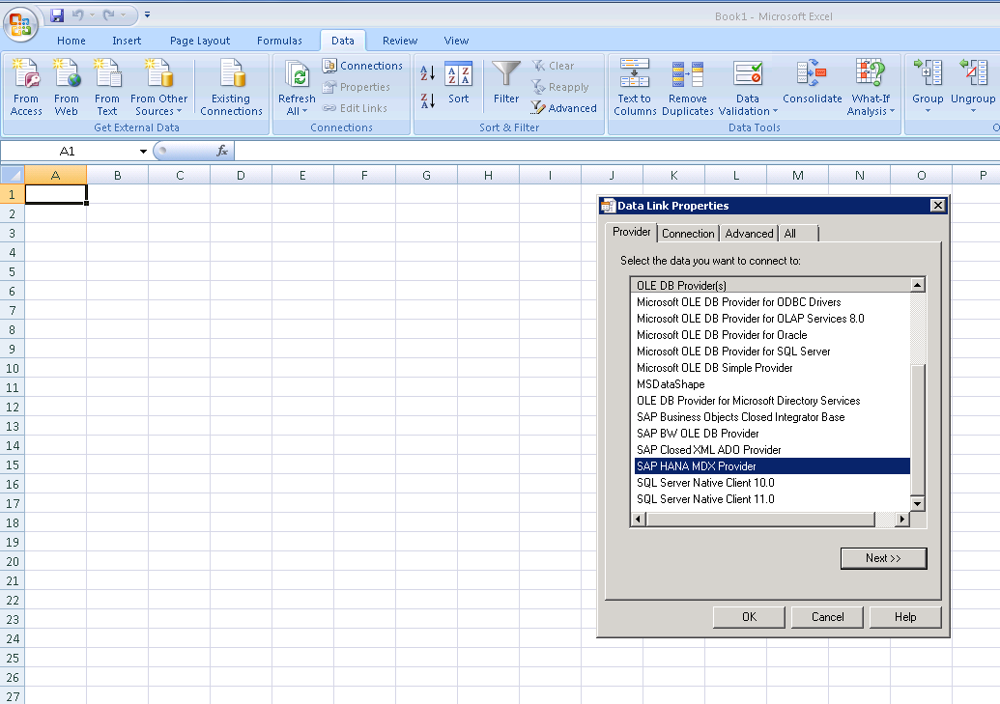 Book1 - Microsoft Excel
Home Insert Page Layout Formulas Data Review View
From Access
From Web
From Text
From Other Sources
Existing Connections
Get External Data
Refresh All
Connections
Properties
Edit Links
Connections
A Z
Z A
Sort
Filter
Clear
Reapply
Advanced
Sort & Filter
Text to Columns
Remove Duplicates
Data Validation
Consolidate
What-If Analysis
Data Tools
Group
Ungroup
O
A1 fx
A B C D E F G H I J K L M N O P
1
2
3
4
5
6
7
8
9
10
11
12
13
14
15
16
17
18
19
20
21
22
23
24
25
26
27
Data Link Properties
Provider Connection Advanced All
Select the data you want to connect to:
OLE DB Provider(s)
Microsoft OLE DB Provider for ODBC Drivers
Microsoft OLE DB Provider for OLAP Services 8.0
Microsoft OLE DB Provider for Oracle
Microsoft OLE DB Provider for SQL Server
Microsoft OLE DB Simple Provider
MSDataShape
OLE DB Provider for Microsoft Directory Services
SAP Business Objects Closed Integrator Base
SAP BW OLE DB Provider
SAP Closed XML ADO Provider
SAP HANA MDX Provider
SQL Server Native Client 10.0
SQL Server Native Client 11.0
Next >>
OK Cancel Help